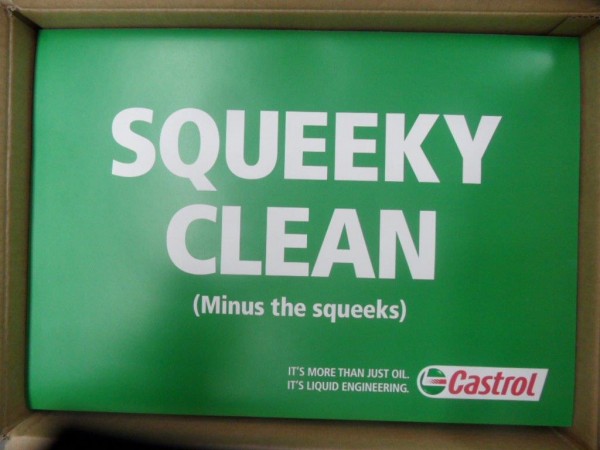 SQUEEKY
CLEAN
(Minus the squeeks)
IT'S MORE THAN JUST OIL.
IT'S LIQUID ENGINEERING.
Castrol